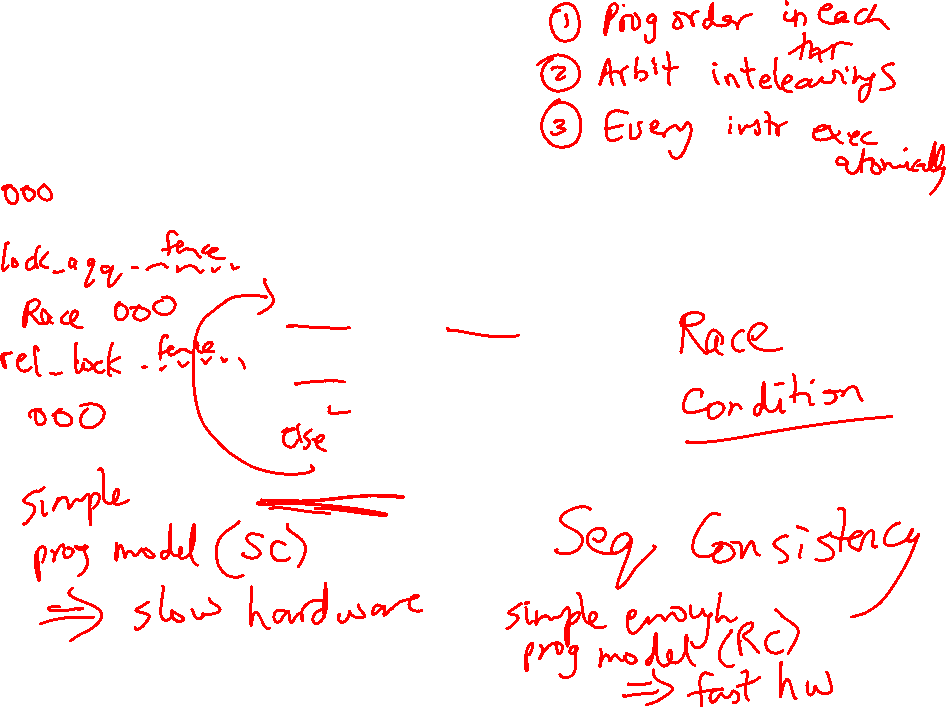 ① Prog order in each
thr
② Arbit inteleavings
③ Every instr exec
atomically
000
fence
lock_aqq
Race 000
fence
rel_lock
000
else
Race
Condition
simple
prog model (SC)
⇒ slow hardware
Seq. Consistency
simple enough
prog model (RC)
⇒ fast hw